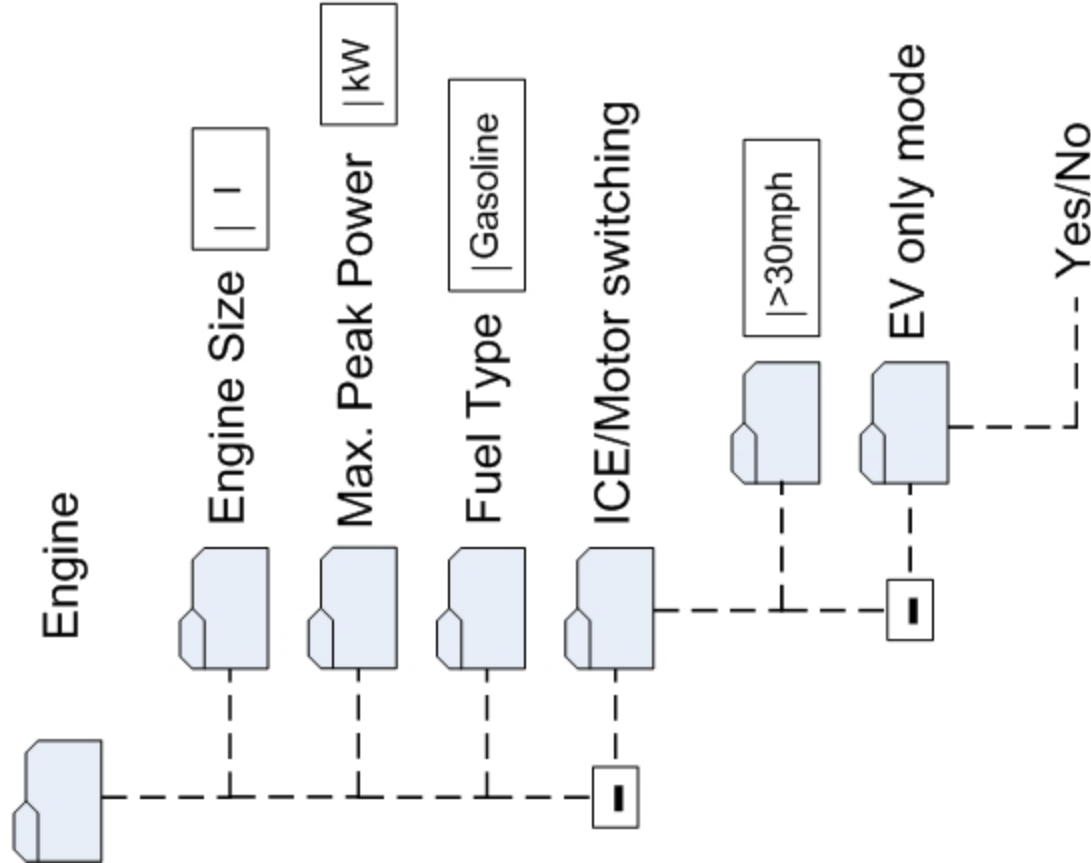 Engine
Engine Size | l
Max. Peak Power |kW
Fuel Type |Gasoline
ICE/Motor switching
|>30mph
EV only mode
Yes/No